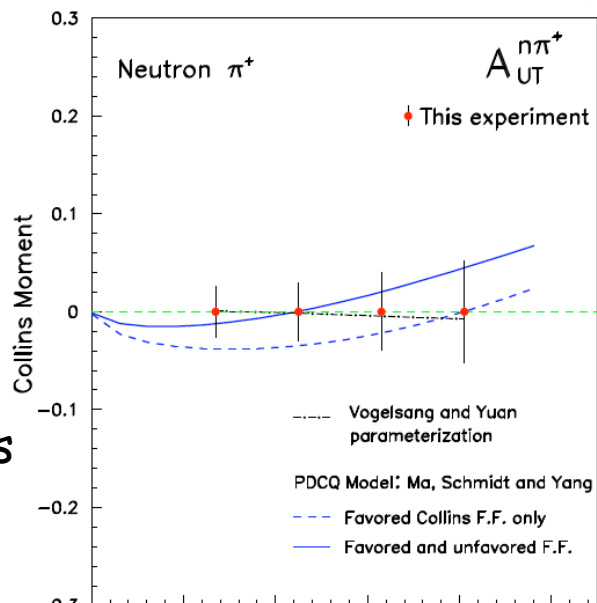 0.3
Neutron π⁺
A_UT^nπ⁺
0.2
This experiment
0.1
Collins Moment
0
−0.1
Vogelsang and Yuan
parameterization
s
PDCQ Model: Ma, Schmidt and Yang
−0.2
Favored Collins F.F. only
Favored and unfavored F.F.